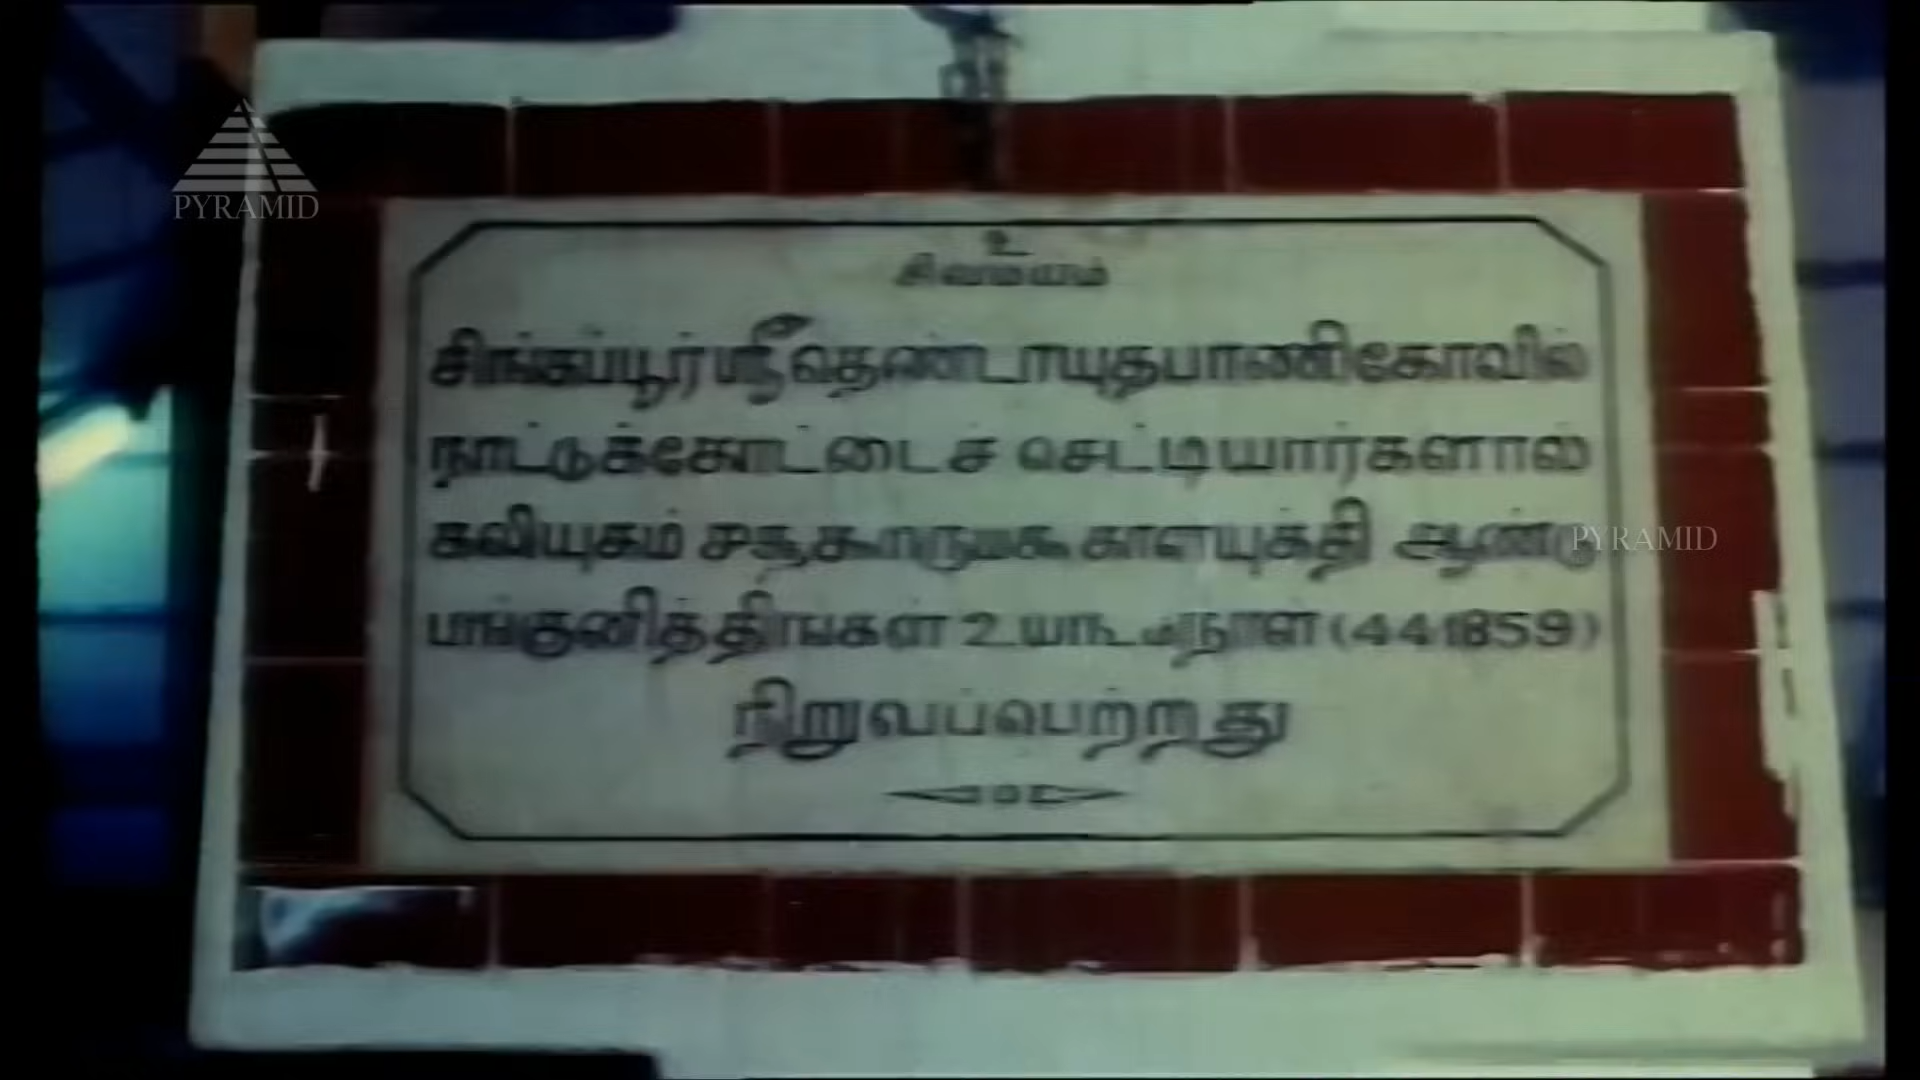 உ
சிவமயம்
சிங்கப்பூர் ஸ்ரீ தெண்டாயுதபாணி கோவில்
நாட்டுக்கோட்டைச் செட்டியார்களால்
கலியுகம் காளயுக்தி ஆண்டு
பங்குனித்திங்கள் நாள் (4 4 1859)
நிறுவப்பெற்றது
PYRAMID
PYRAMID